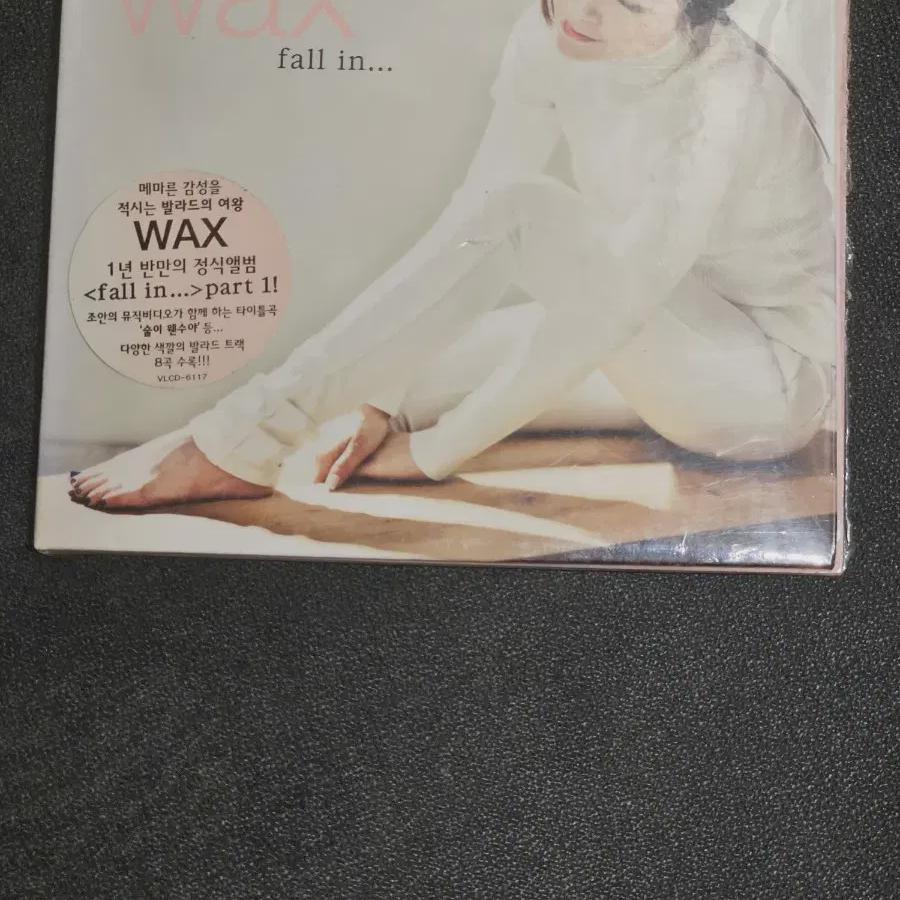 wax
fall in...
메마른 감성을
적시는 발라드의 여왕
WAX
1년 반만의 정식앨범
<fall in...>part 1!
조안의 뮤직비디오가 함께 하는 타이틀곡
'술이 웬수야' 등...
다양한 색깔의 발라드 트랙
8곡 수록!!!
VLCD-6117